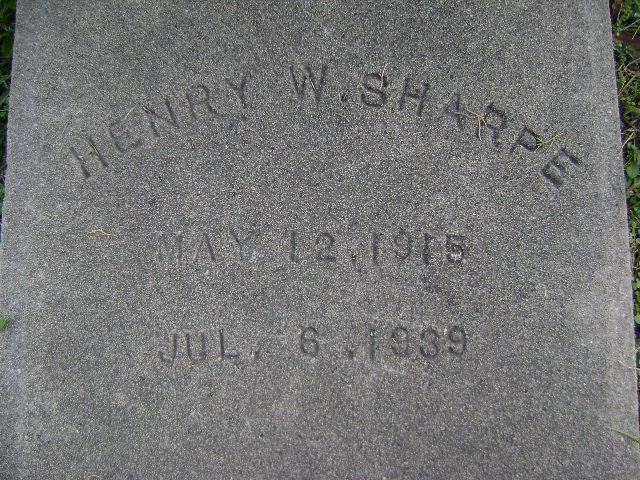 HENRY W. SHARPE
MAY 12. 1915
JUL. 6. 1939